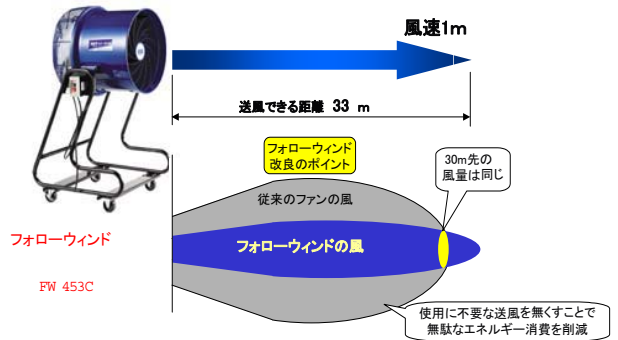 風速1m
送風できる距離 33 m
フォローウィンド
改良のポイント
30m先の
風量は同じ
従来のファンの風
フォローウィンドの風
フォローウィンド
FW 453C
使用に不要な送風を無くすことで
無駄なエネルギー消費を削減